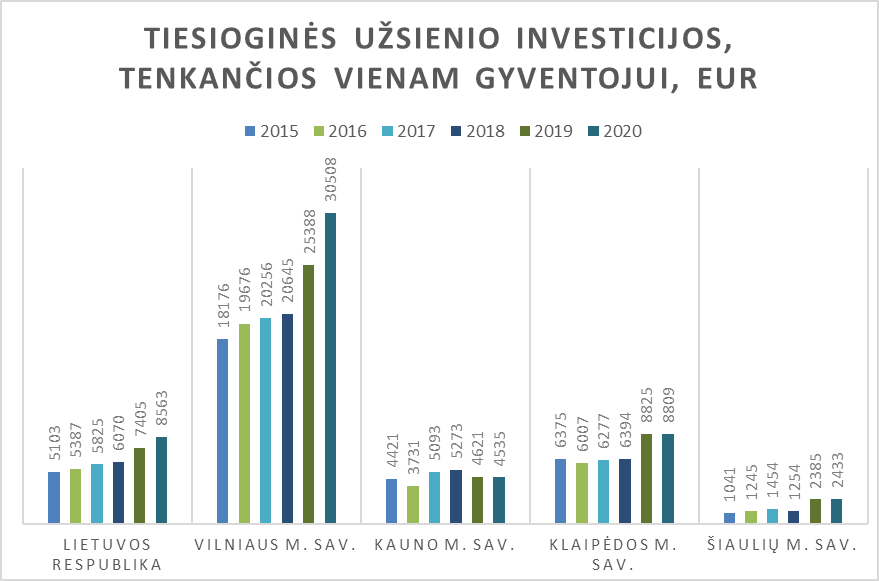 TIESIOGINĖS UŽSIENIO INVESTICIJOS,
TENKANČIOS VIENAM GYVENTOJUI, EUR
2015 2016 2017 2018 2019 2020
5103 5387 5825 6070 7405 8563
18176 19676 20256 20645 25388 30508
4421 3731 5093 5273 4621 4535
6375 6007 6277 6394 8825 8809
1041 1245 1454 1254 2385 2433
LIETUVOS
RESPUBLIKA
VILNIAUS M. SAV.
KAUNO M. SAV.
KLAIPĖDOS M.
SAV.
ŠIAULIŲ M. SAV.